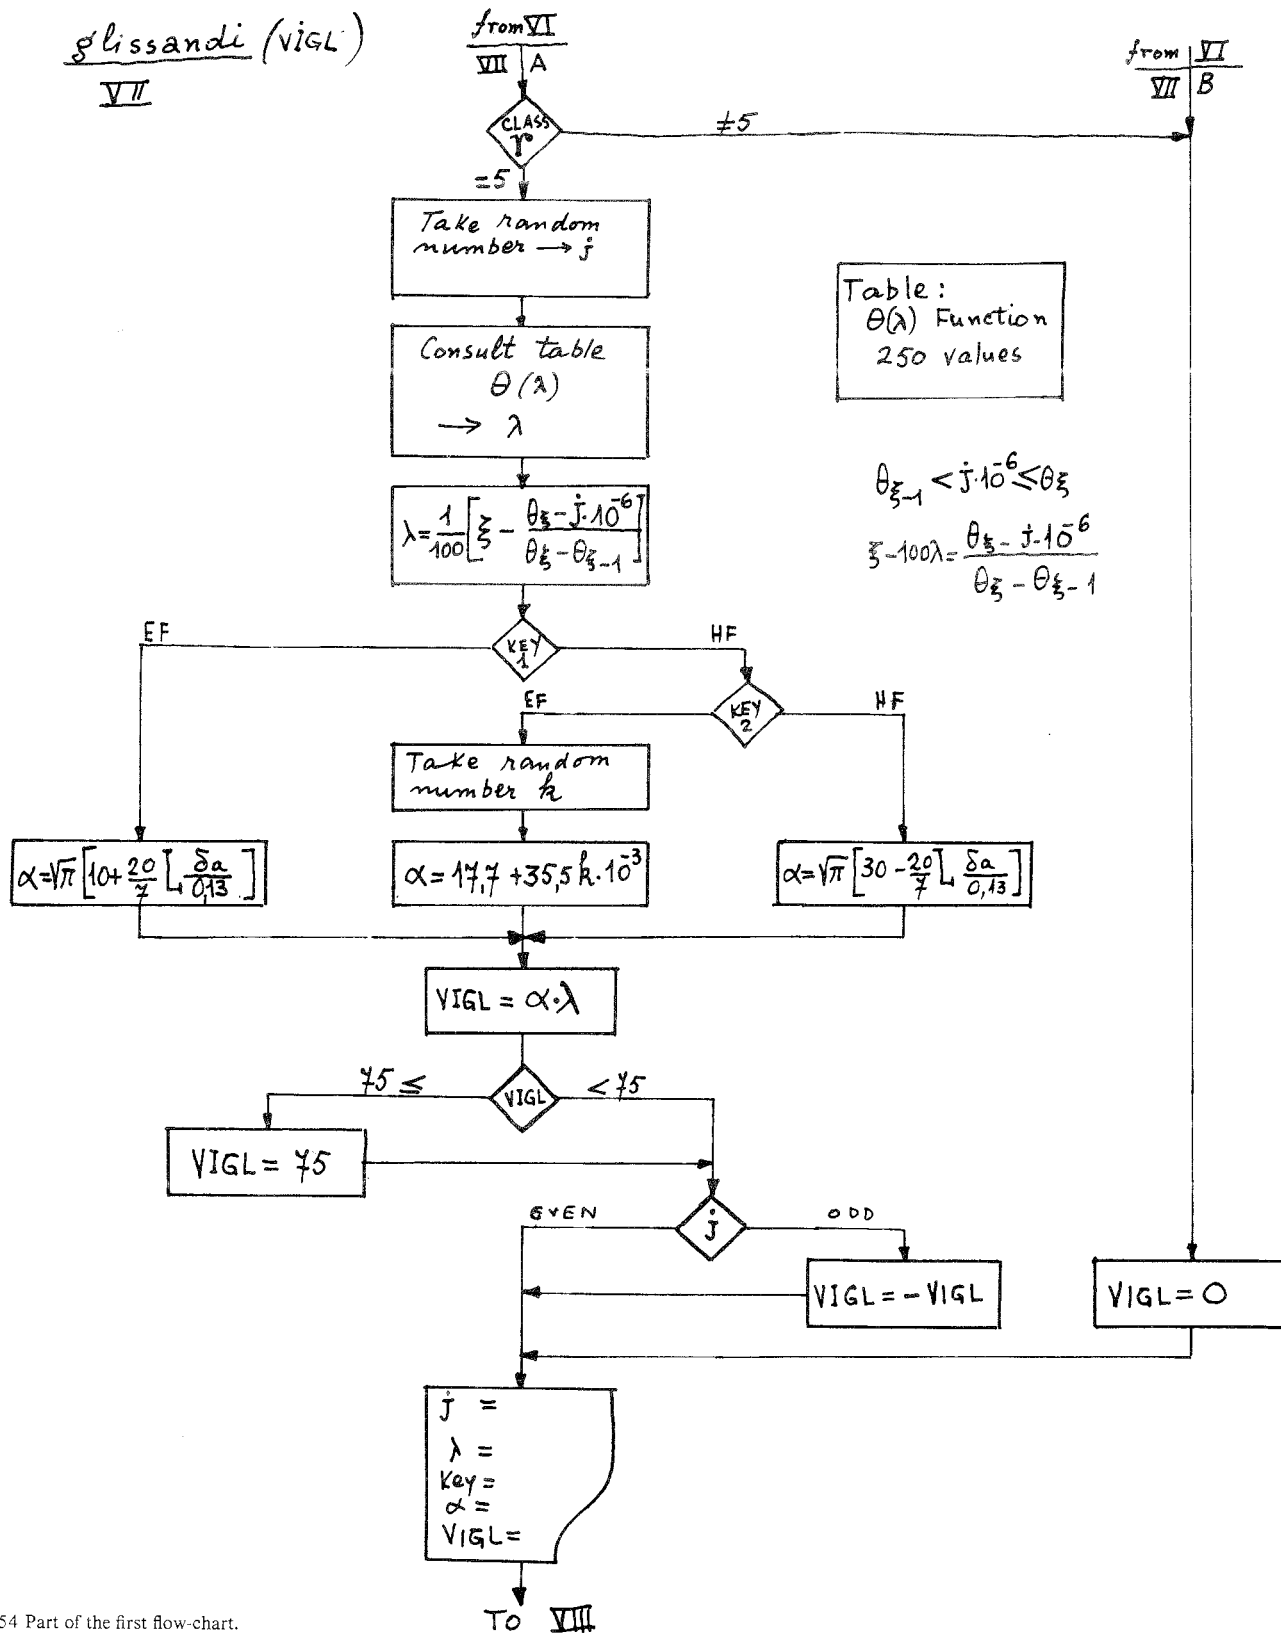 glissandi (VIGL)
VII
from VI
VII A
from VI
VII B
CLASS
r
≠5
=5
Take random
number → j
Table:
θ(λ) Function
250 values
Consult table
θ(λ)
→ λ
θξ-1 < j·10⁻⁶ ≤ θξ
λ = 1/100 [ξ - (θξ - j·10⁻⁶)/(θξ - θξ-1)]
ξ - 100λ = (θξ - j·10⁻⁶)/(θξ - θξ-1)
EF
KEY
1
HF
EF
KEY
2
HF
Take random
number k
α = √π [10 + 20/7 ⌊ δa/0,13 ]
α = 17,7 + 35,5 k·10⁻³
α = √π [30 - 20/7 ⌊ δa/0,13 ]
VIGL = α·λ
75 ≤
VIGL
< 75
VIGL = 75
EVEN
j
ODD
VIGL = - VIGL
VIGL = 0
j =
λ =
Key =
α =
VIGL =
TO VIII
54 Part of the first flow-chart.